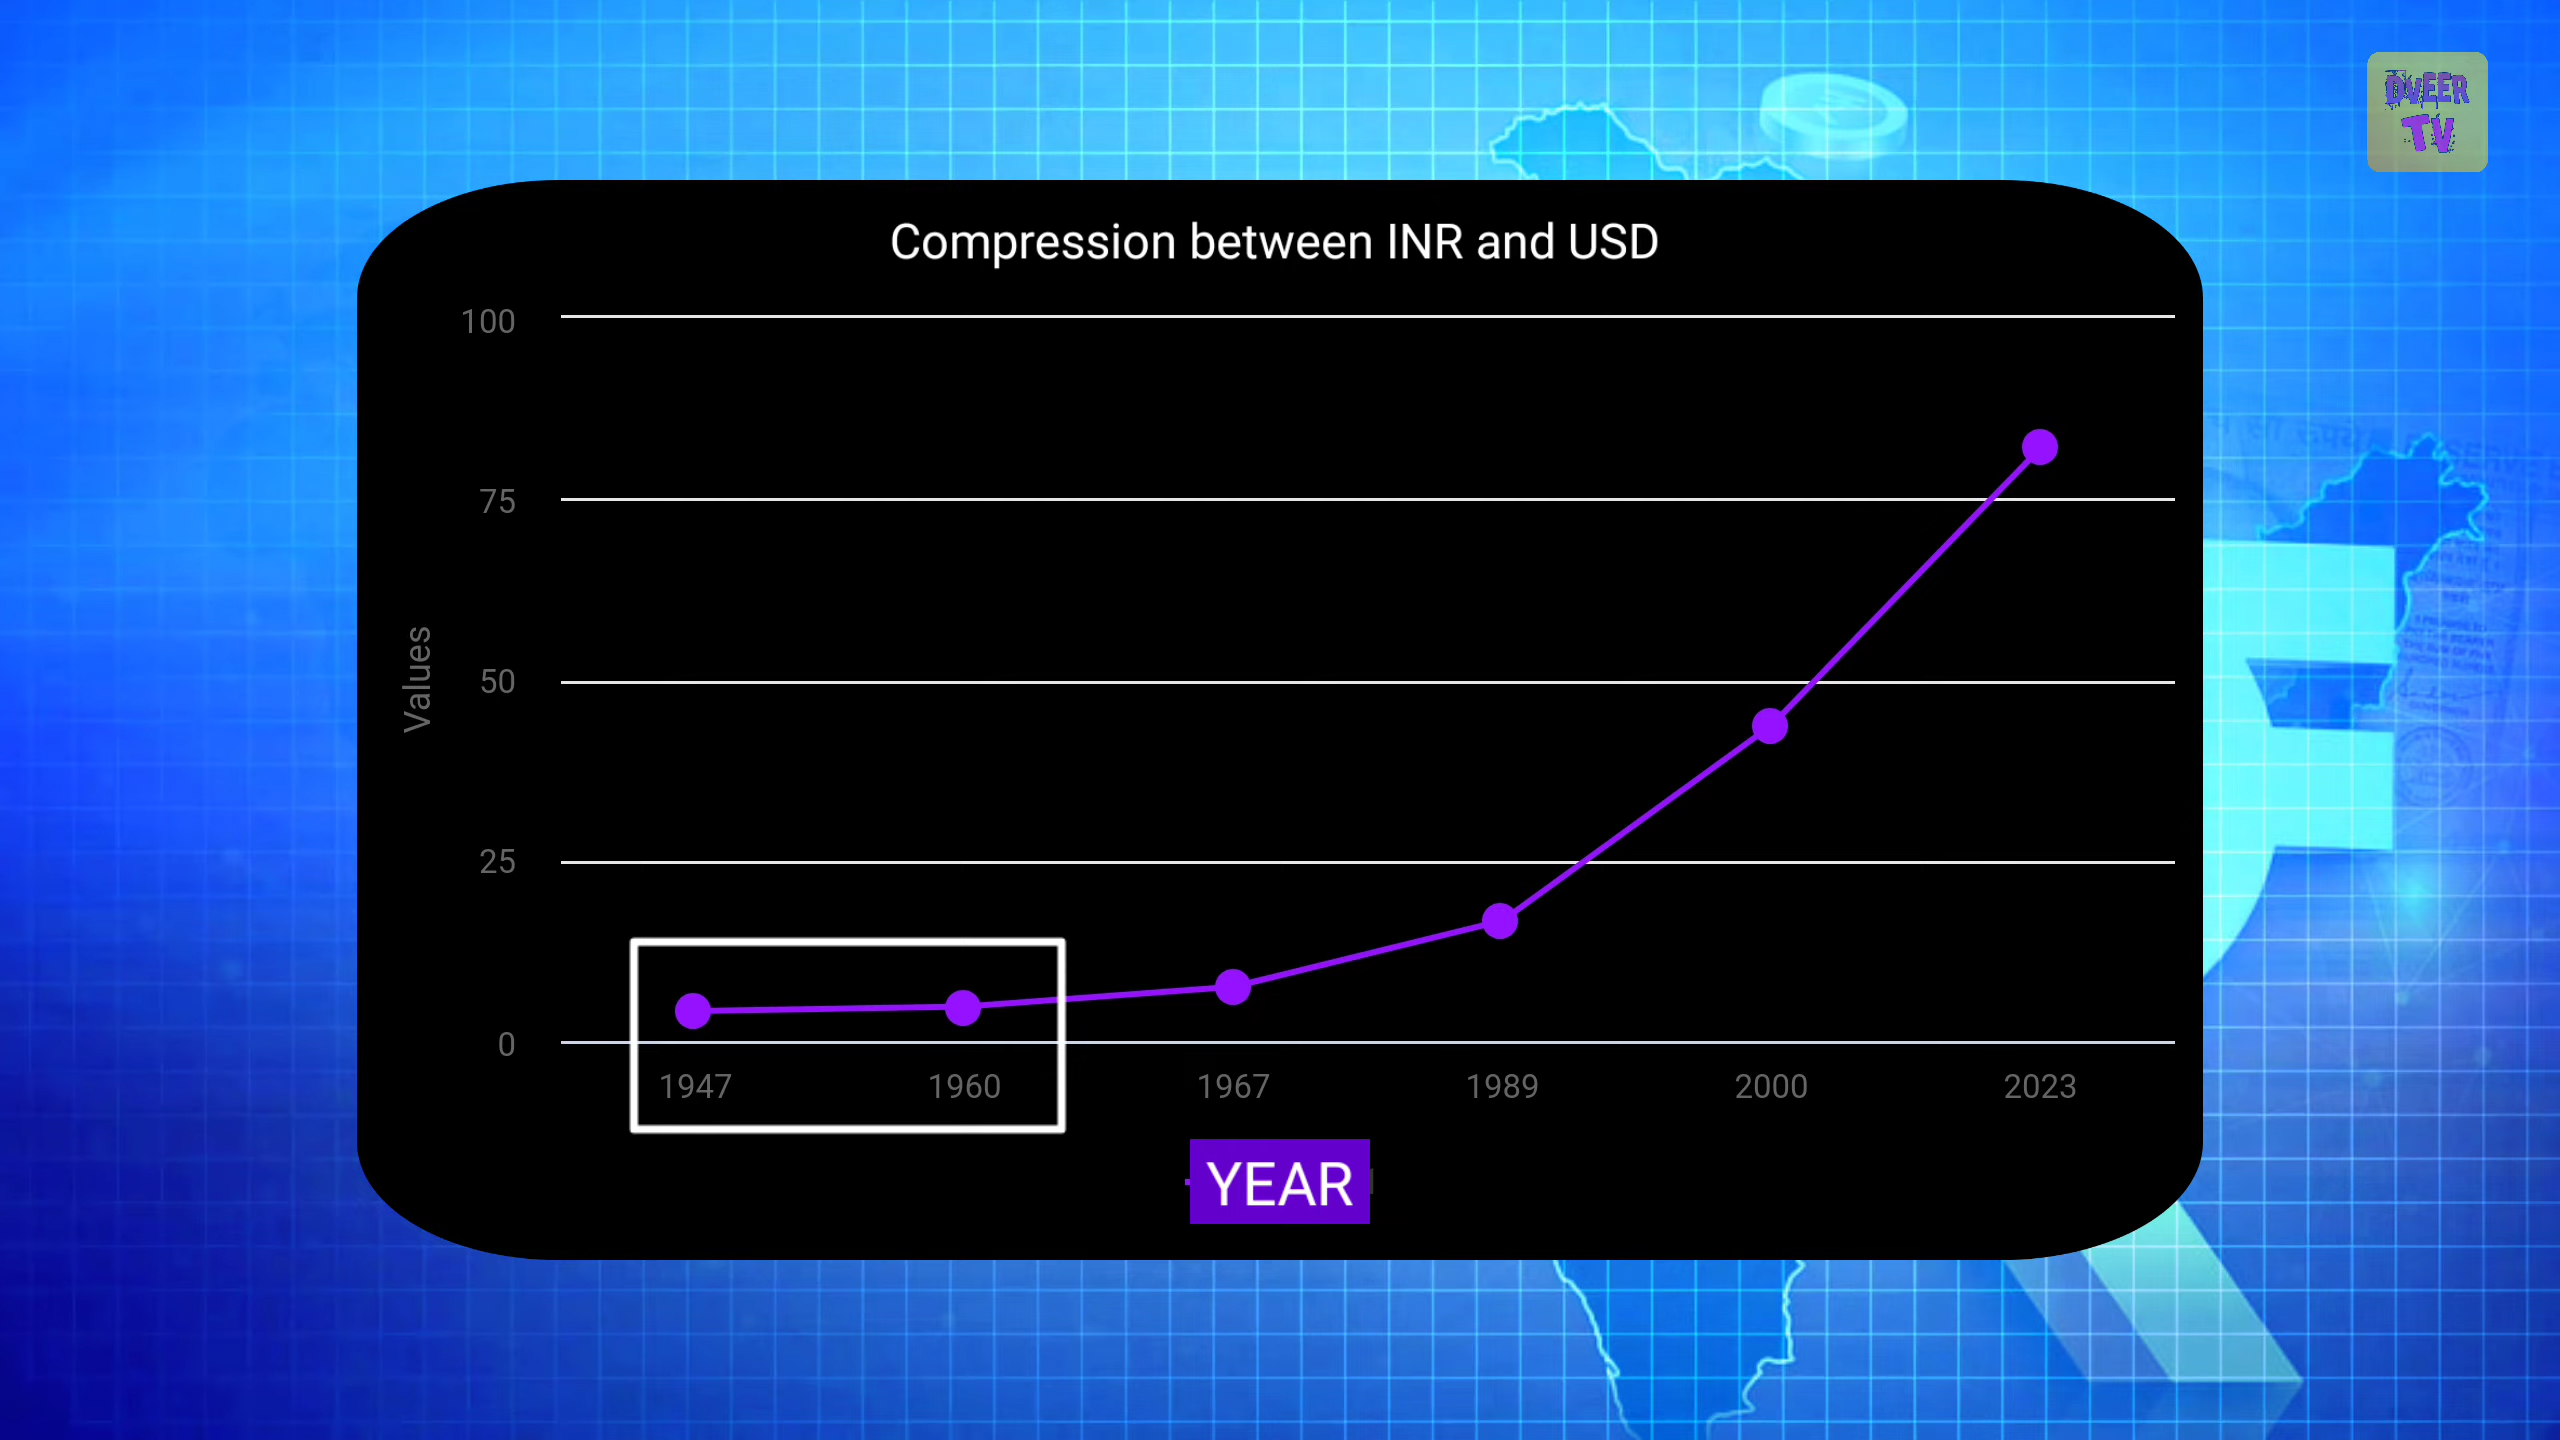 DVEER
TV
Compression between INR and USD
100
75
50
25
0
Values
1947 1960 1967 1989 2000 2023
YEAR